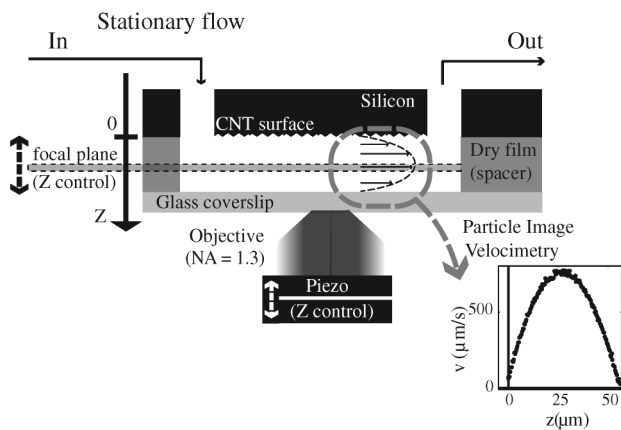 Stationary flow
In
Out
Silicon
CNT surface
0
focal plane
(Z control)
Dry film
(spacer)
Z
Glass coverslip
Objective
(NA = 1.3)
Particle Image
Velocimetry
Piezo
(Z control)
v (μm/s)
500
0
0 25 50
z(μm)